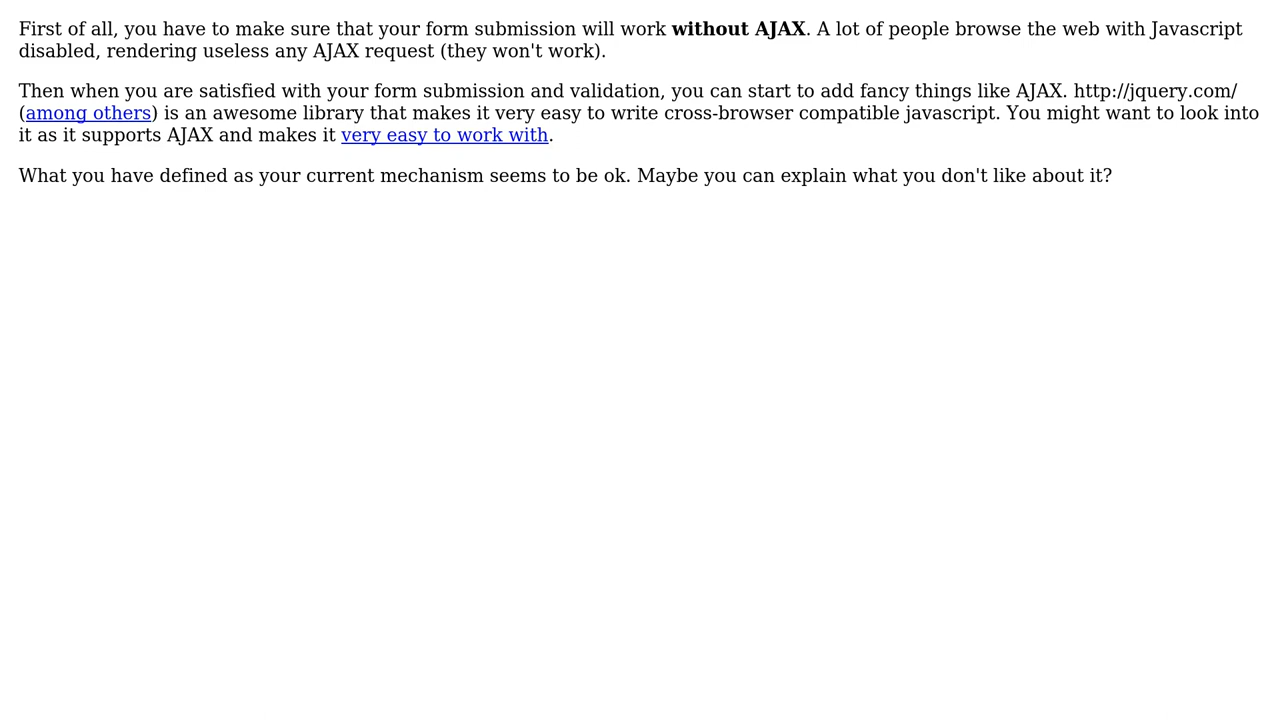 First of all, you have to make sure that your form submission will work without AJAX. A lot of people browse the web with Javascript
disabled, rendering useless any AJAX request (they won't work).
Then when you are satisfied with your form submission and validation, you can start to add fancy things like AJAX. http://jquery.com/
(among others) is an awesome library that makes it very easy to write cross-browser compatible javascript. You might want to look into
it as it supports AJAX and makes it very easy to work with.
What you have defined as your current mechanism seems to be ok. Maybe you can explain what you don't like about it?